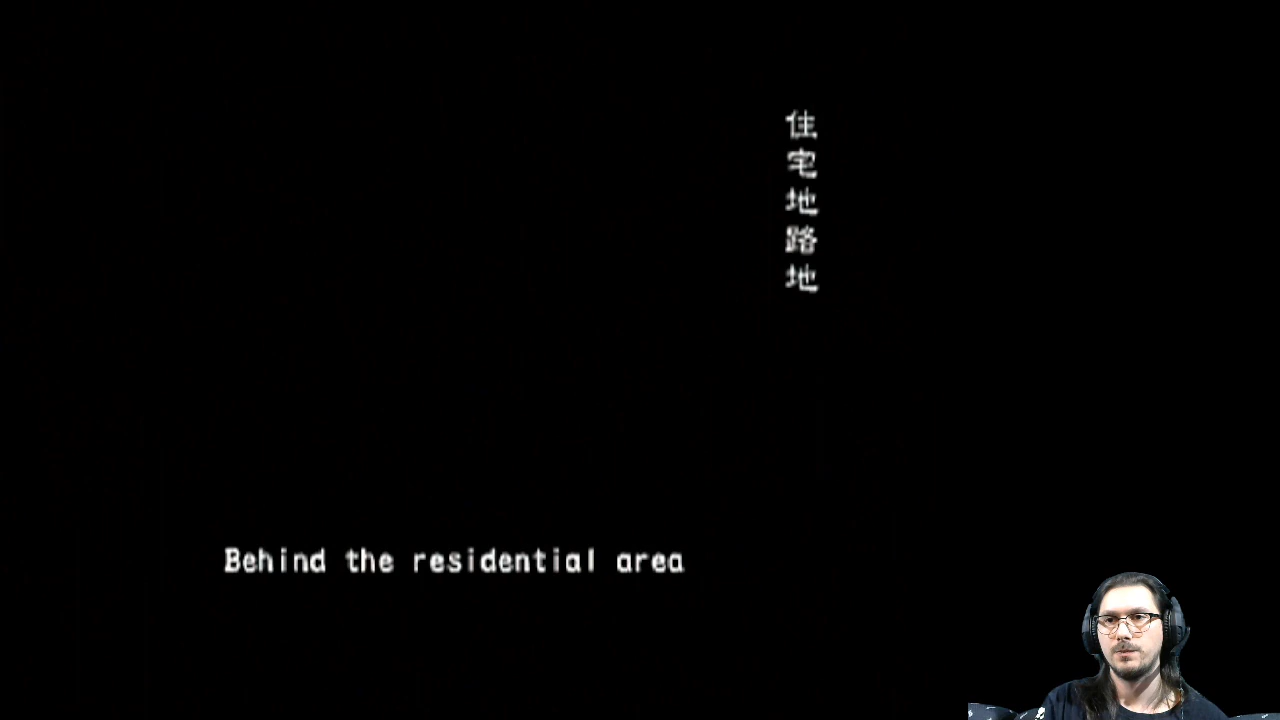 住宅地路地
Behind the residential area